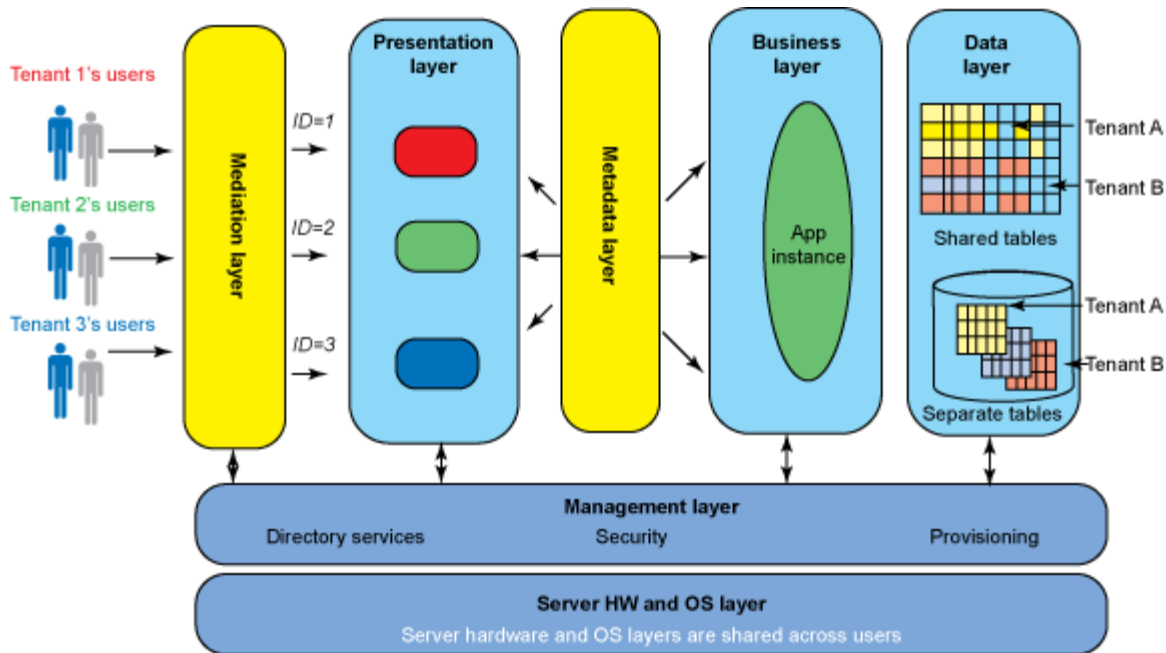 Tenant 1's users
Tenant 2's users
Tenant 3's users
Mediation layer
ID=1
ID=2
ID=3
Presentation
layer
Metadata layer
Business
layer
App
instance
Data
layer
Tenant A
Tenant B
Shared tables
Tenant A
Tenant B
Separate tables
Management layer
Directory services
Security
Provisioning
Server HW and OS layer
Server hardware and OS layers are shared across users